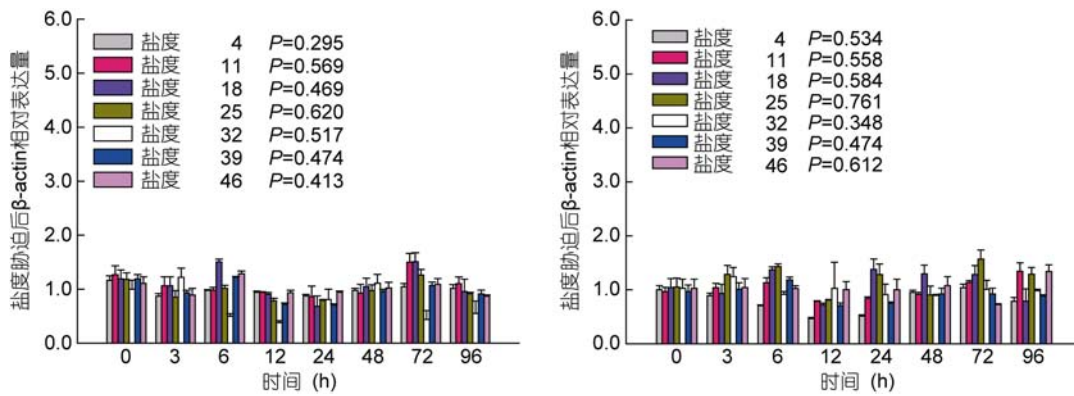 盐度胁迫后β-actin相对表达量
6.0
5.0
4.0
3.0
2.0
1.0
0.0
盐度 4 P=0.295
盐度 11 P=0.569
盐度 18 P=0.469
盐度 25 P=0.620
盐度 32 P=0.517
盐度 39 P=0.474
盐度 46 P=0.413
0 3 6 12 24 48 72 96
时间 (h)
盐度胁迫后β-actin相对表达量
6.0
5.0
4.0
3.0
2.0
1.0
0.0
盐度 4 P=0.534
盐度 11 P=0.558
盐度 18 P=0.584
盐度 25 P=0.761
盐度 32 P=0.348
盐度 39 P=0.474
盐度 46 P=0.612
0 3 6 12 24 48 72 96
时间 (h)